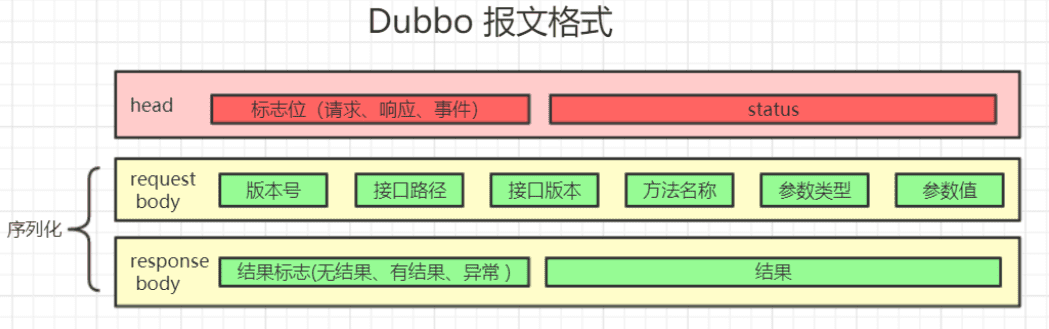 Dubbo 报文格式
head
标志位（请求、响应、事件）
status
request
body
版本号
接口路径
接口版本
方法名称
参数类型
参数值
序列化
response
body
结果标志(无结果、有结果、异常 )
结果